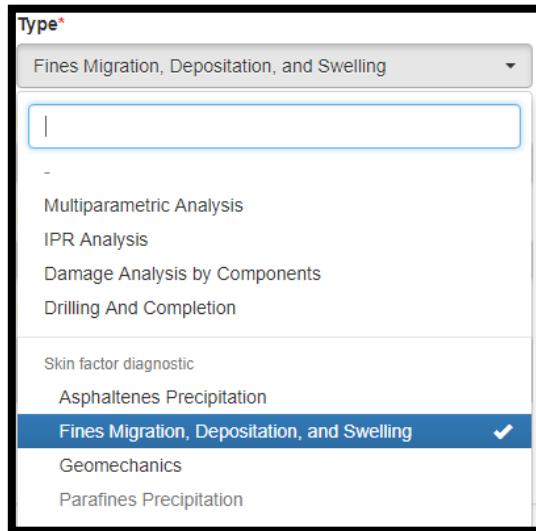 Type*
Fines Migration, Depositation, and Swelling
-
Multiparametric Analysis
IPR Analysis
Damage Analysis by Components
Drilling And Completion
Skin factor diagnostic
Asphaltenes Precipitation
Fines Migration, Depositation, and Swelling
Geomechanics
Parafines Precipitation